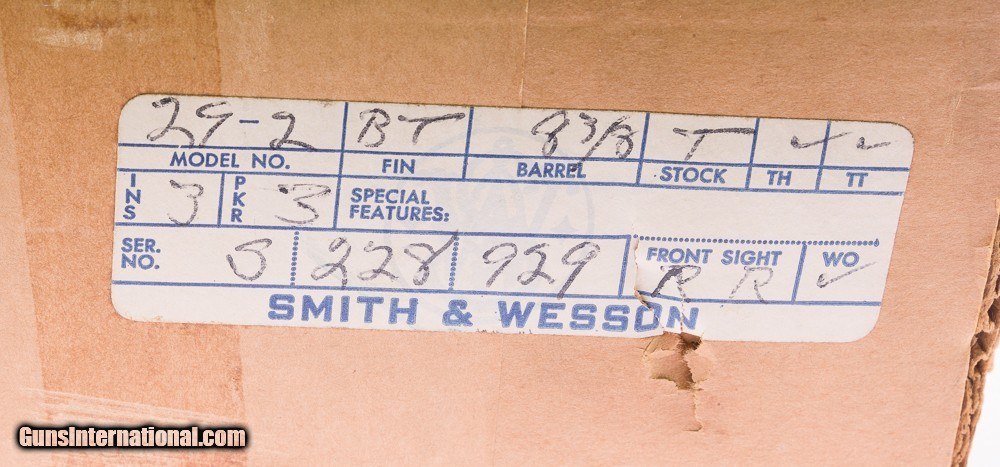 29-2 BT 8 3/8 T ✓ ✓
MODEL NO. FIN BARREL STOCK TH TT
INS 3 PKR 3 SPECIAL FEATURES:
SER. NO. S 228 929 FRONT SIGHT R R WO ✓
SMITH & WESSON
GunsInternational.com